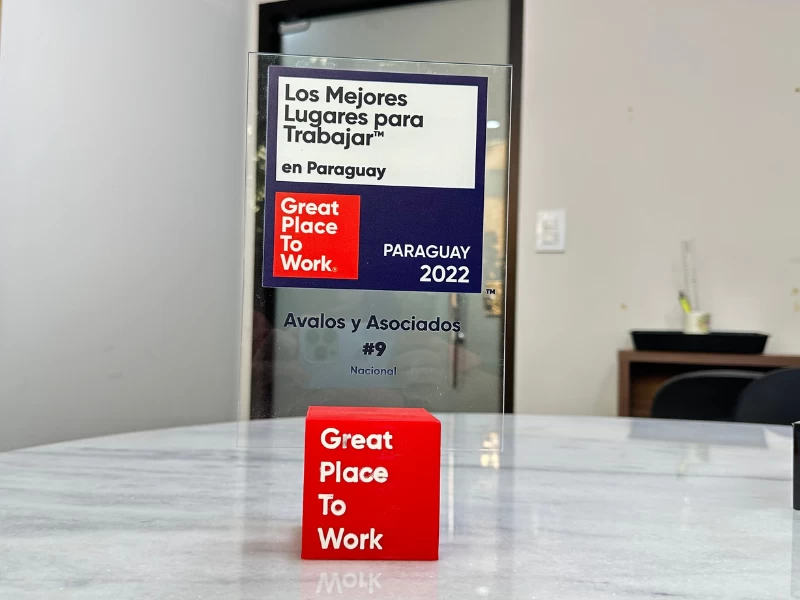 Los Mejores
Lugares para
Trabajar™
en Paraguay
Great
Place
To
Work®
PARAGUAY
2022
™
Avalos y Asociados
#9
Nacional
Great
Place
To
Work